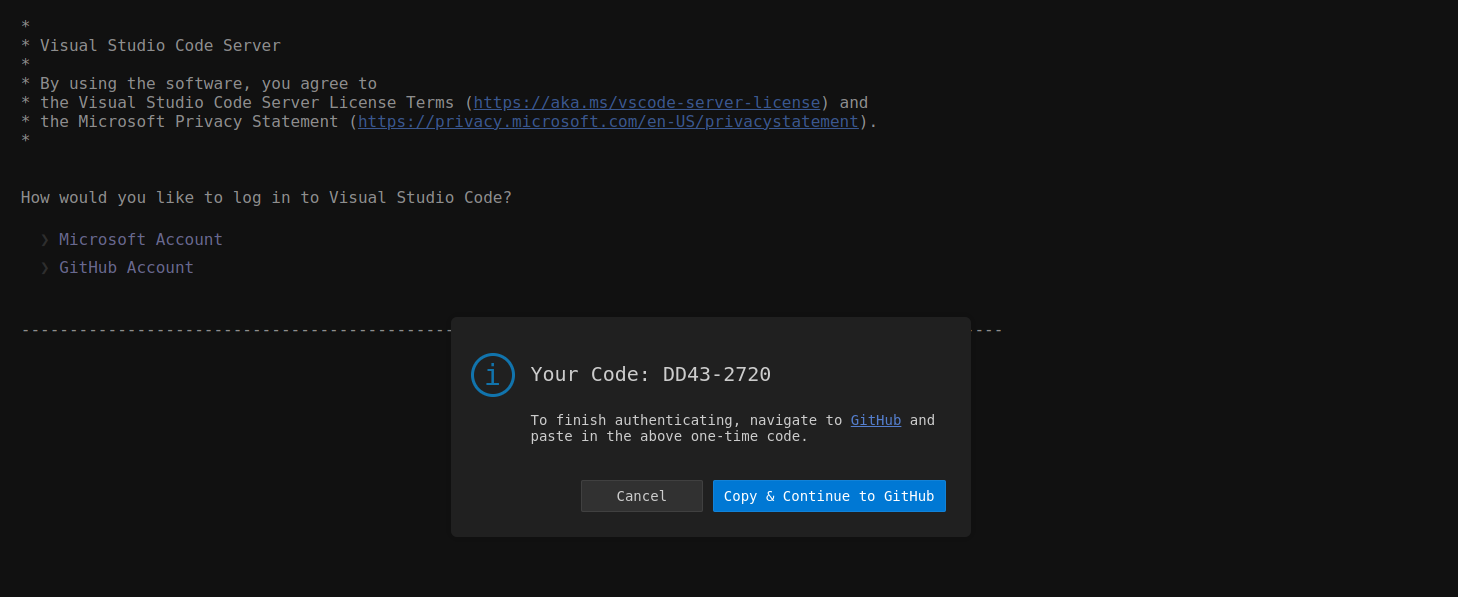 *
* Visual Studio Code Server
*
* By using the software, you agree to
* the Visual Studio Code Server License Terms (https://aka.ms/vscode-server-license) and
* the Microsoft Privacy Statement (https://privacy.microsoft.com/en-US/privacystatement).
*
How would you like to log in to Visual Studio Code?
❯ Microsoft Account
❯ GitHub Account
Your Code: DD43-2720
To finish authenticating, navigate to GitHub and
paste in the above one-time code.
Cancel
Copy & Continue to GitHub